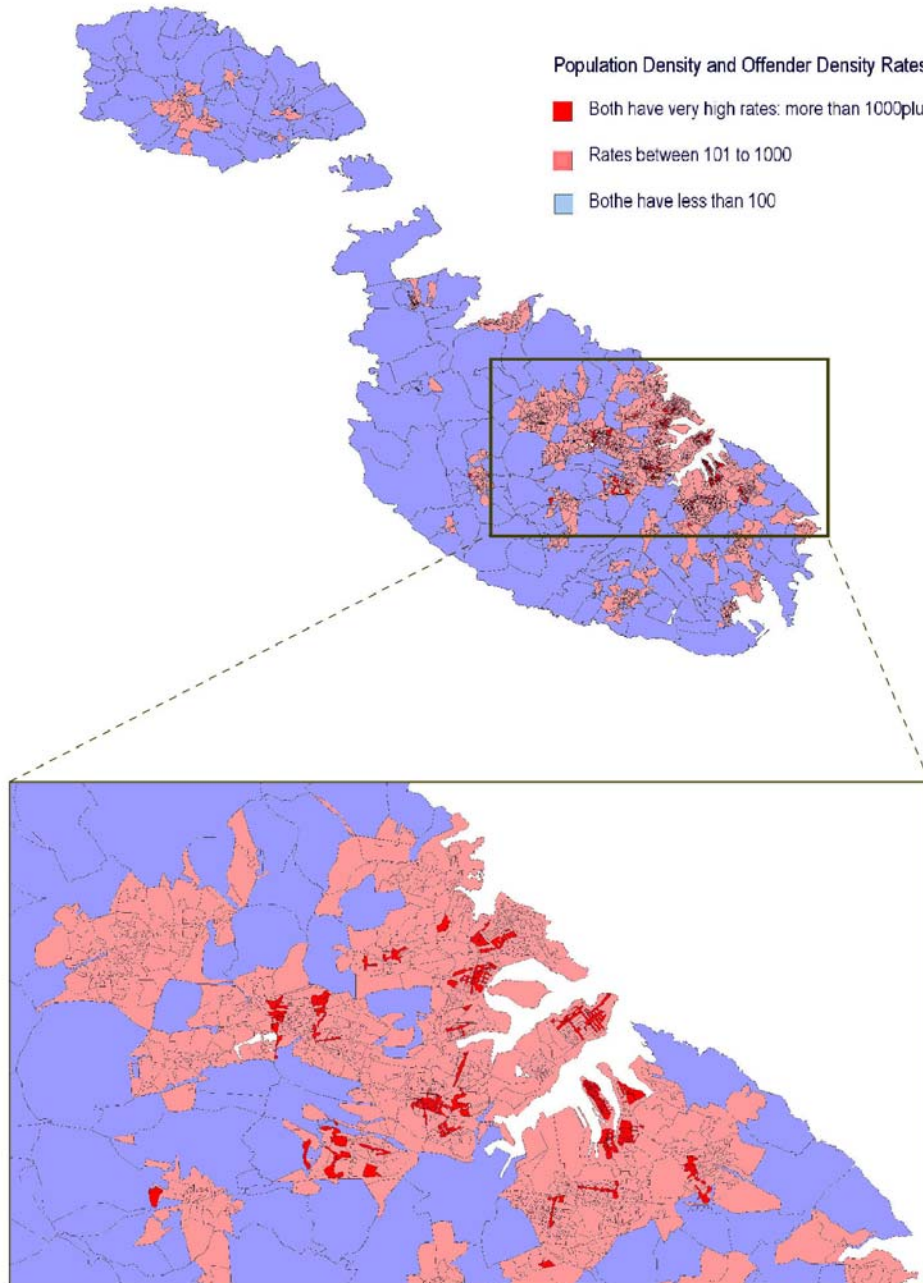 Population Density and Offender Density Rates
Both have very high rates: more than 1000plu
Rates between 101 to 1000
Bothe have less than 100